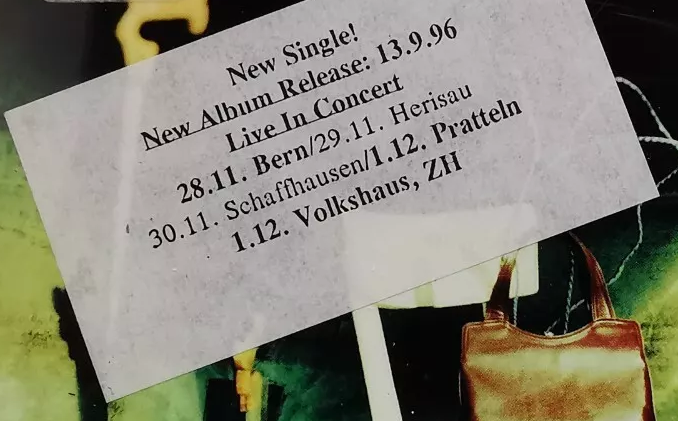 New Single!
New Album Release: 13.9.96
Live In Concert
28.11. Bern/29.11. Herisau
30.11. Schaffhausen/1.12. Pratteln
1.12. Volkshaus, ZH